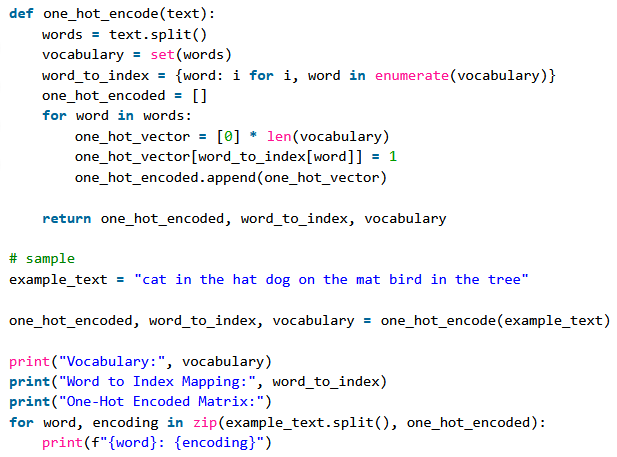 def one_hot_encode(text):
    words = text.split()
    vocabulary = set(words)
    word_to_index = {word: i for i, word in enumerate(vocabulary)}
    one_hot_encoded = []
    for word in words:
        one_hot_vector = [0] * len(vocabulary)
        one_hot_vector[word_to_index[word]] = 1
        one_hot_encoded.append(one_hot_vector)

    return one_hot_encoded, word_to_index, vocabulary

# sample
example_text = "cat in the hat dog on the mat bird in the tree"

one_hot_encoded, word_to_index, vocabulary = one_hot_encode(example_text)

print("Vocabulary:", vocabulary)
print("Word to Index Mapping:", word_to_index)
print("One-Hot Encoded Matrix:")
for word, encoding in zip(example_text.split(), one_hot_encoded):
    print(f"{word}: {encoding}")